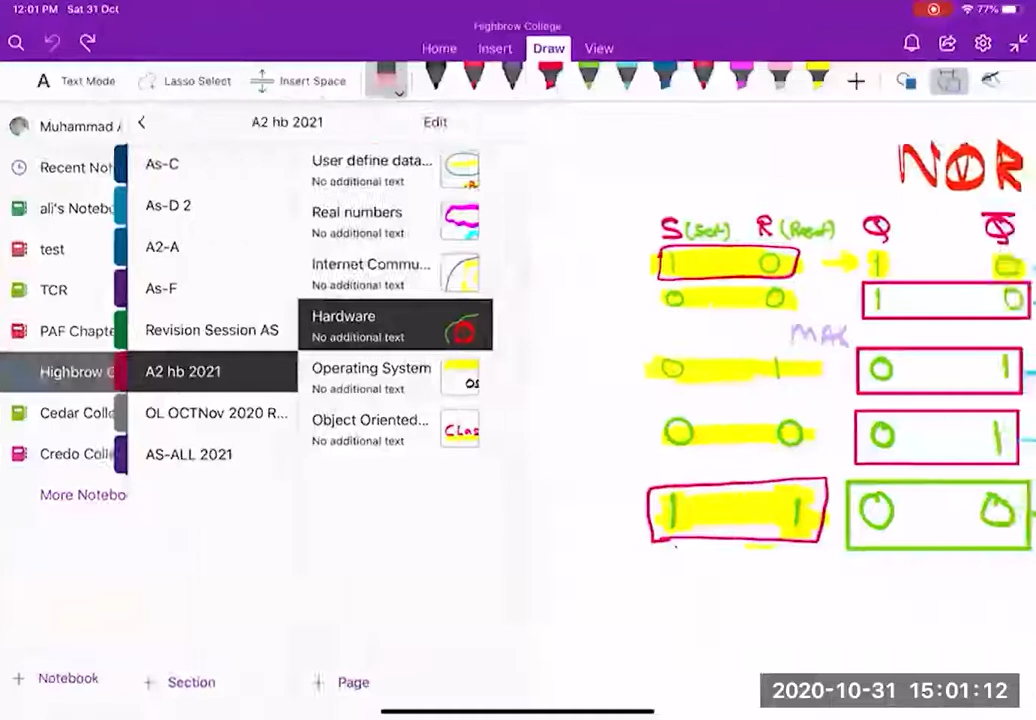 12:01 PM Sat 31 Oct
77%
Highbrow College
Home Insert Draw View
A Text Mode Lasso Select Insert Space
Muhammad A
Recent Not
ali's Notebo
test
TCR
PAF Chapte
Highbrow C
Cedar Colle
Credo Colle
More Notebo
A2 hb 2021 Edit
As-C
As-D 2
A2-A
As-F
Revision Session AS
A2 hb 2021
OL OCTNov 2020 R...
AS-ALL 2021
User define data...
No additional text
Real numbers
No additional text
Internet Commu...
No additional text
Hardware
No additional text
Operating System
No additional text
Object Oriented...
No additional text
OS
Clas
NOR
S (Set) R (Reset) Q Q̅
1 0 → 1 0
0 0 1 0
0 1 0 1
0 0 0 1
1 1 0 0
+ Notebook + Section + Page
2020-10-31 15:01:12